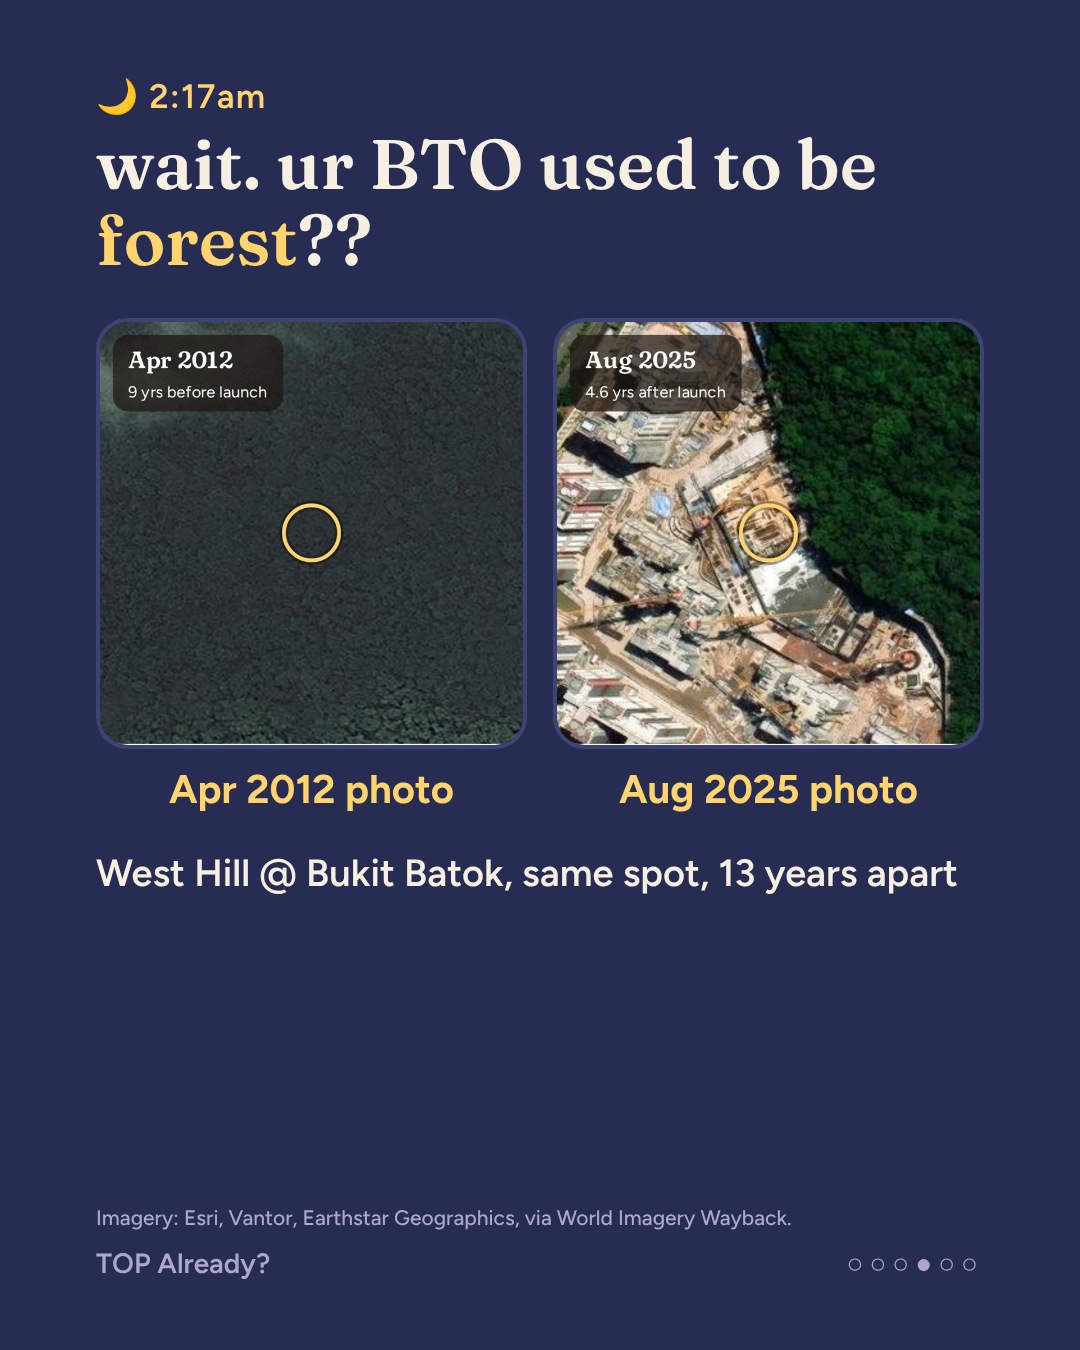 🌙 2:17am
wait. ur BTO used to be
forest??
Apr 2012
9 yrs before launch
Aug 2025
4.6 yrs after launch
Apr 2012 photo
Aug 2025 photo
West Hill @ Bukit Batok, same spot, 13 years apart
Imagery: Esri, Vantor, Earthstar Geographics, via World Imagery Wayback.
TOP Already?